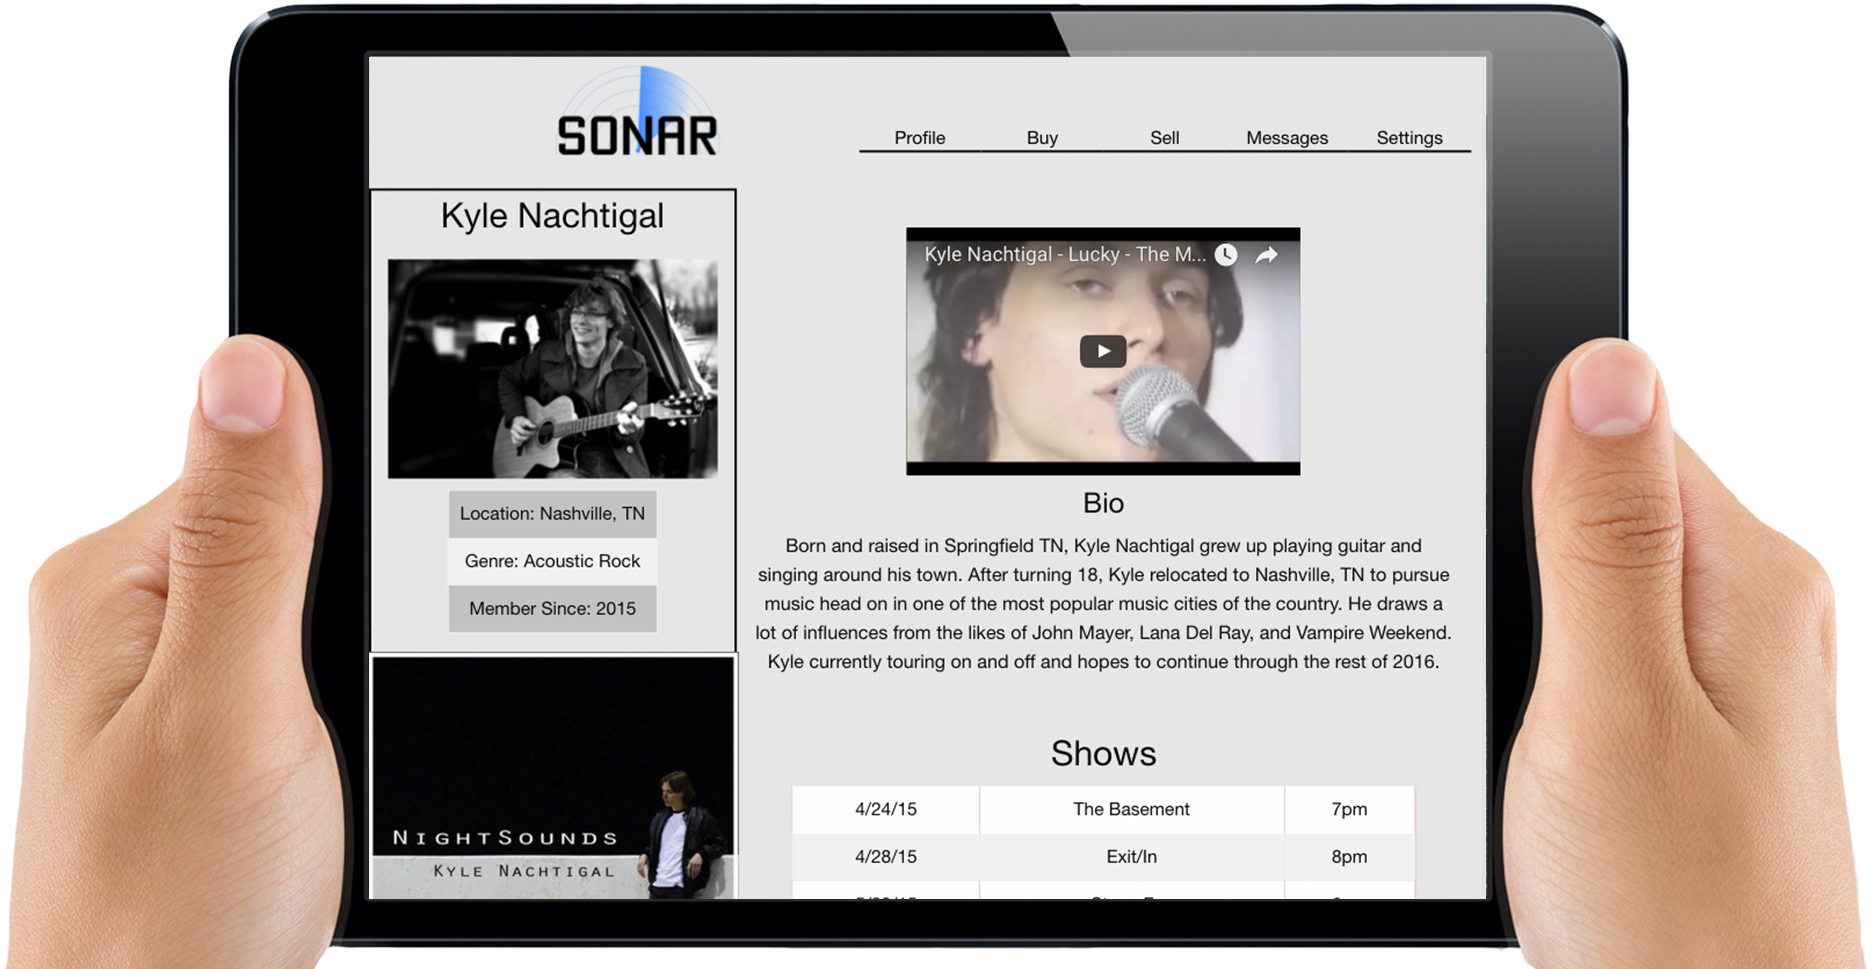 SONAR
Profile Buy Sell Messages Settings
Kyle Nachtigal
Location: Nashville, TN
Genre: Acoustic Rock
Member Since: 2015
NIGHTSOUNDS
KYLE NACHTIGAL
Kyle Nachtigal - Lucky - The M...
Bio
Born and raised in Springfield TN, Kyle Nachtigal grew up playing guitar and
singing around his town. After turning 18, Kyle relocated to Nashville, TN to pursue
music head on in one of the most popular music cities of the country. He draws a
lot of influences from the likes of John Mayer, Lana Del Ray, and Vampire Weekend.
Kyle currently touring on and off and hopes to continue through the rest of 2016.
Shows
4/24/15 The Basement 7pm
4/28/15 Exit/In 8pm